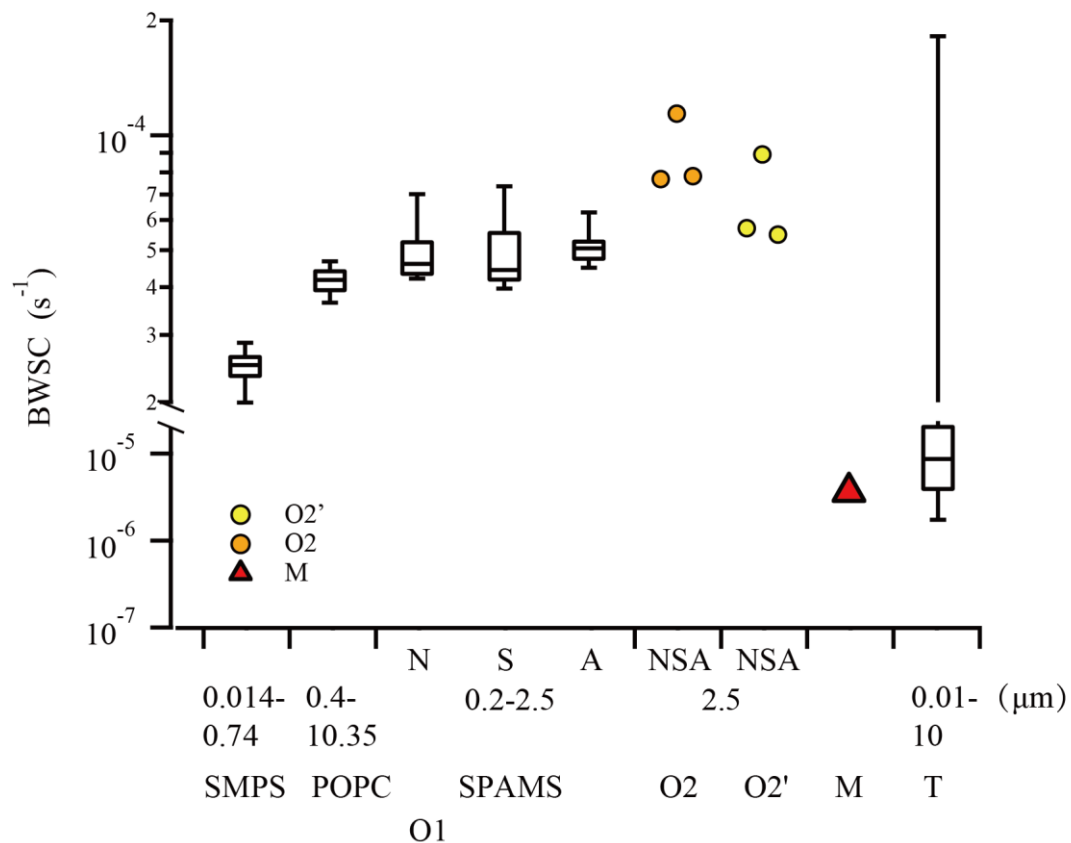 2
10⁻⁴
7
6
5
4
3
2
10⁻⁵
10⁻⁶
10⁻⁷
BWSC (s⁻¹)
O2’
O2
M
N S A NSA NSA
0.014- 0.4- 0.2-2.5 2.5 0.01- (μm)
0.74 10.35 10
SMPS POPC SPAMS O2 O2' M T
O1